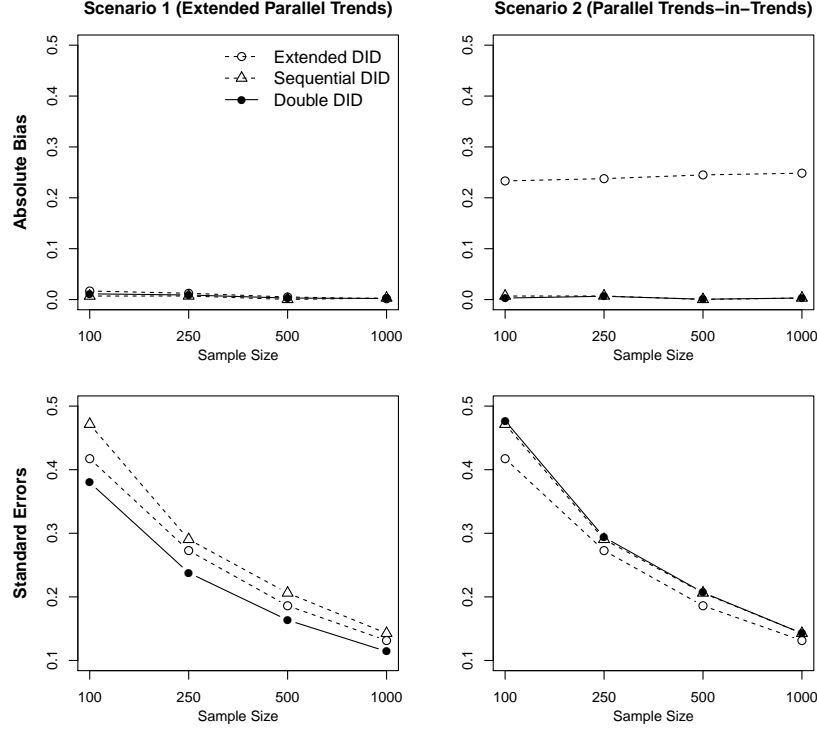 Scenario 1 (Extended Parallel Trends)
Scenario 2 (Parallel Trends−in−Trends)
Absolute Bias
0.5
0.4
0.3
0.2
0.1
0.0
Extended DID
Sequential DID
Double DID
100 250 500 1000
Sample Size
0.5
0.4
0.3
0.2
0.1
0.0
100 250 500 1000
Sample Size
Standard Errors
0.5
0.4
0.3
0.2
0.1
100 250 500 1000
Sample Size
0.5
0.4
0.3
0.2
0.1
100 250 500 1000
Sample Size